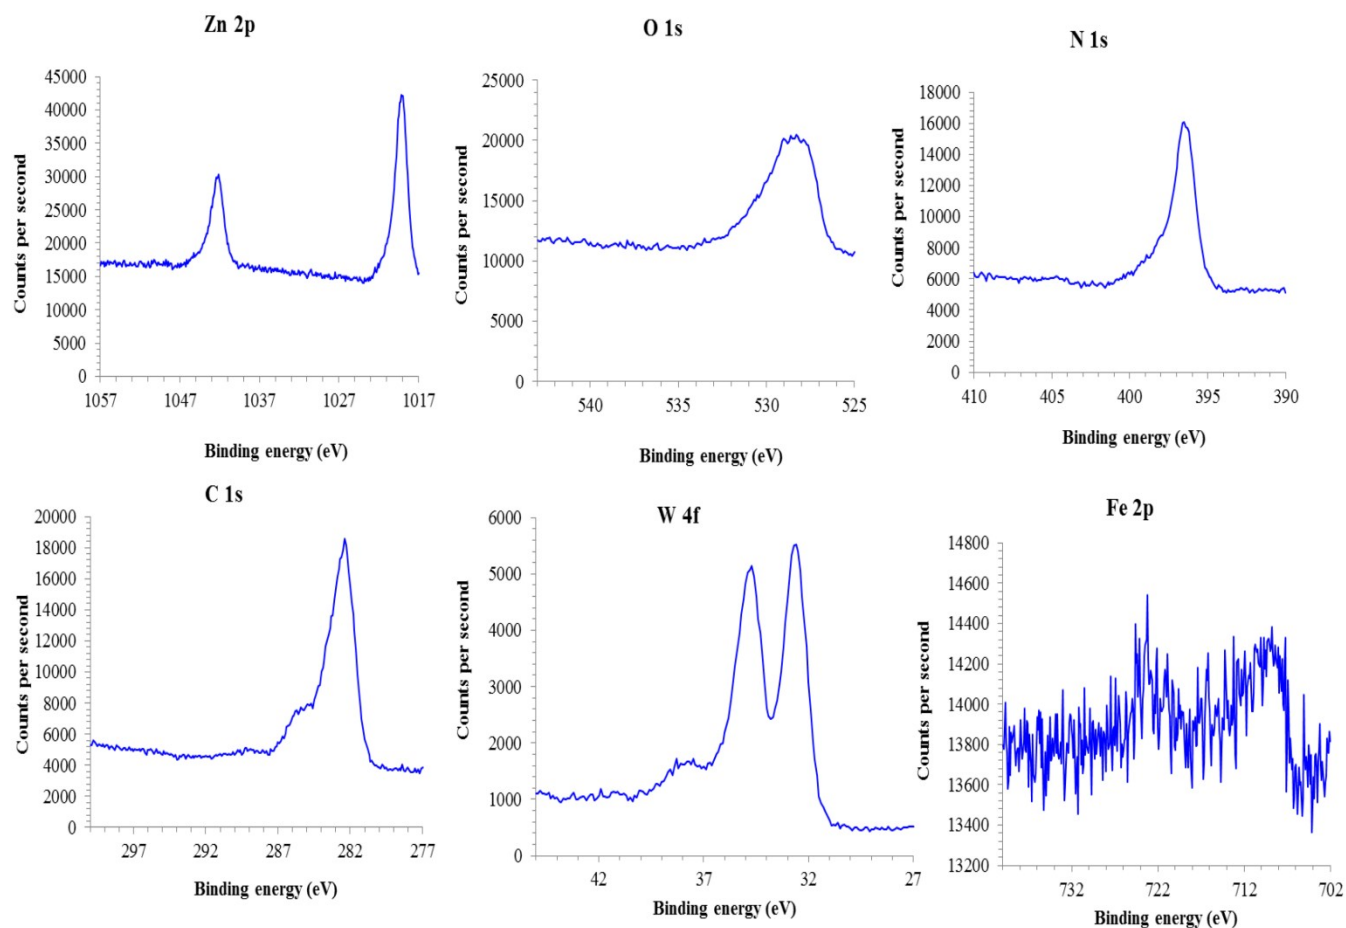 Zn 2p
45000
40000
35000
30000
25000
20000
15000
10000
5000
0
Counts per second
1057 1047 1037 1027 1017
Binding energy (eV)
O 1s
25000
20000
15000
10000
5000
0
Counts per second
540 535 530 525
Binding energy (eV)
N 1s
18000
16000
14000
12000
10000
8000
6000
4000
2000
0
Counts per second
410 405 400 395 390
Binding energy (eV)
C 1s
20000
18000
16000
14000
12000
10000
8000
6000
4000
2000
0
Counts per second
297 292 287 282 277
Binding energy (eV)
W 4f
6000
5000
4000
3000
2000
1000
0
Counts per second
42 37 32 27
Binding energy (eV)
Fe 2p
14800
14600
14400
14200
14000
13800
13600
13400
13200
Counts per second
732 722 712 702
Binding energy (eV)